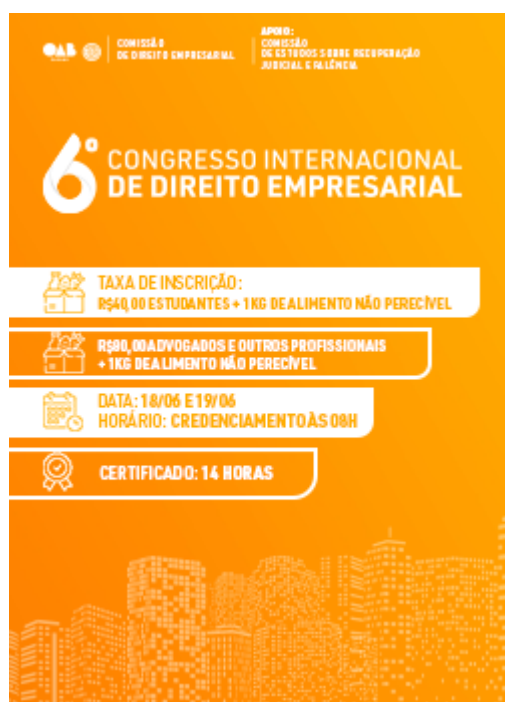 OAB
COMISSÃO
DE DIREITO EMPRESARIAL
APOIO:
COMISSÃO
DE ESTUDOS SOBRE RECUPERAÇÃO
JUDICIAL E FALÊNCIA
6º CONGRESSO INTERNACIONAL
DE DIREITO EMPRESARIAL
TAXA DE INSCRIÇÃO:
R$40,00 ESTUDANTES + 1 KG DE ALIMENTO NÃO PERECÍVEL
R$80,00 ADVOGADOS E OUTROS PROFISSIONAIS
+ 1KG DE ALIMENTO NÃO PERECÍVEL
DATA: 18/06 E 19/06
HORÁRIO: CREDENCIAMENTO ÀS 08H
CERTIFICADO: 14 HORAS